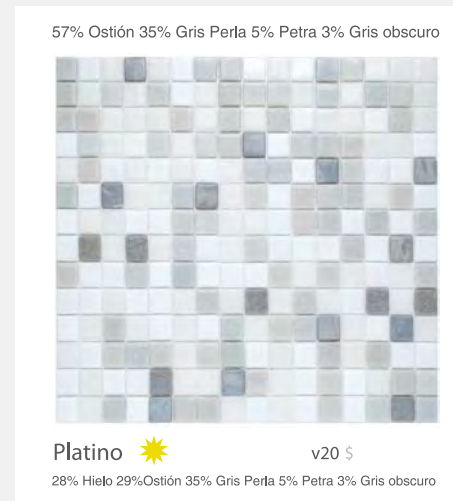 57% Ostión 35% Gris Perla 5% Petra 3% Gris obscuro
Platino v20 $
28% Hielo 29%Ostión 35% Gris Perla 5% Petra 3% Gris obscuro